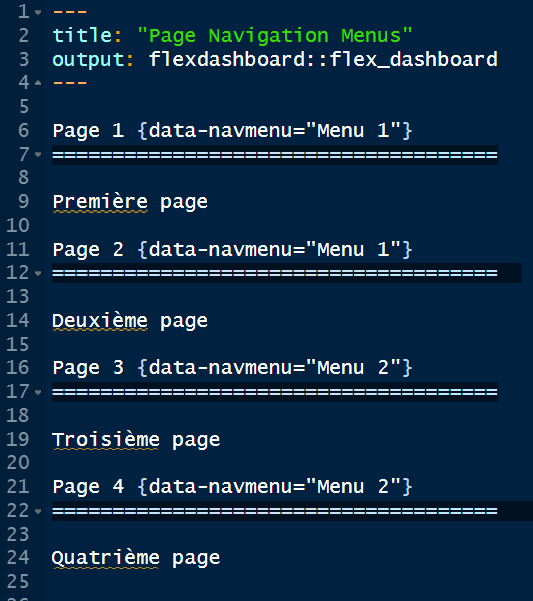 1 ---
2 title: "Page Navigation Menus"
3 output: flexdashboard::flex_dashboard
4 ---
5
6 Page 1 {data-navmenu="Menu 1"}
7 =====================================
8
9 Première page
10
11 Page 2 {data-navmenu="Menu 1"}
12 =====================================
13
14 Deuxième page
15
16 Page 3 {data-navmenu="Menu 2"}
17 =====================================
18
19 Troisième page
20
21 Page 4 {data-navmenu="Menu 2"}
22 =====================================
23
24 Quatrième page
25
26